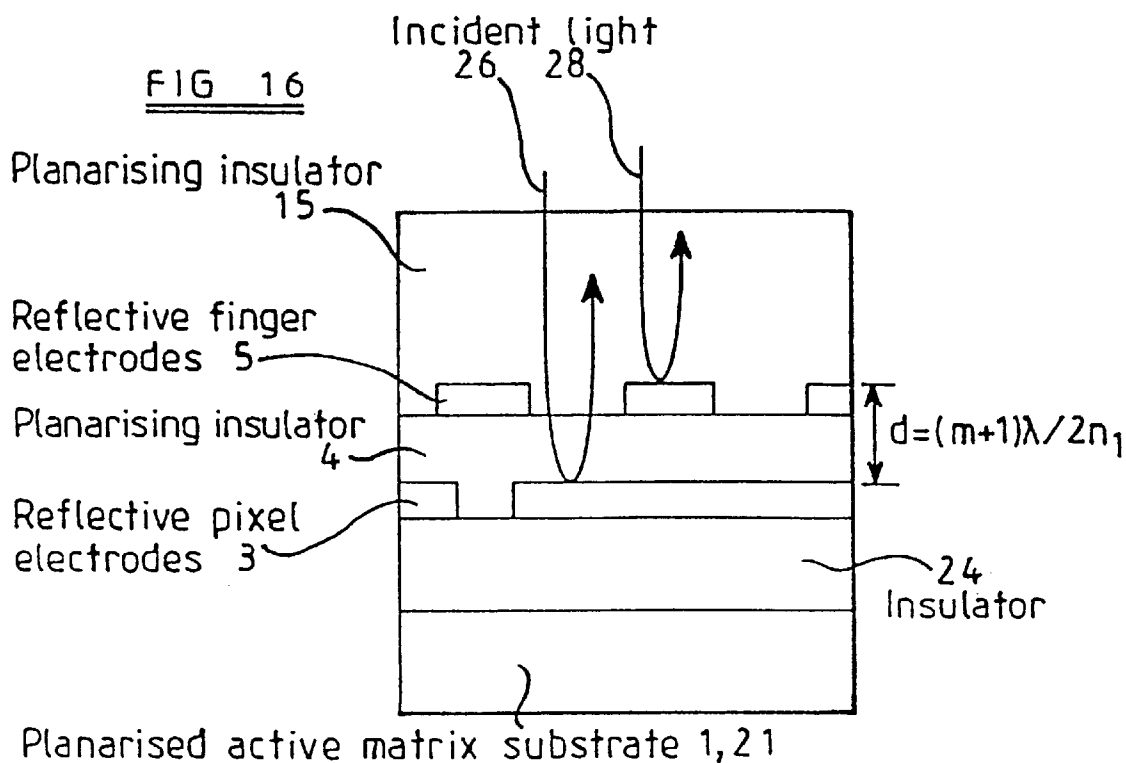 Incident light
26 28
FIG 16
Planarising insulator
15
Reflective finger
electrodes 5
Planarising insulator
4
d=(m+1)λ/2n₁
Reflective pixel
electrodes 3
24
Insulator
Planarised active matrix substrate 1,21